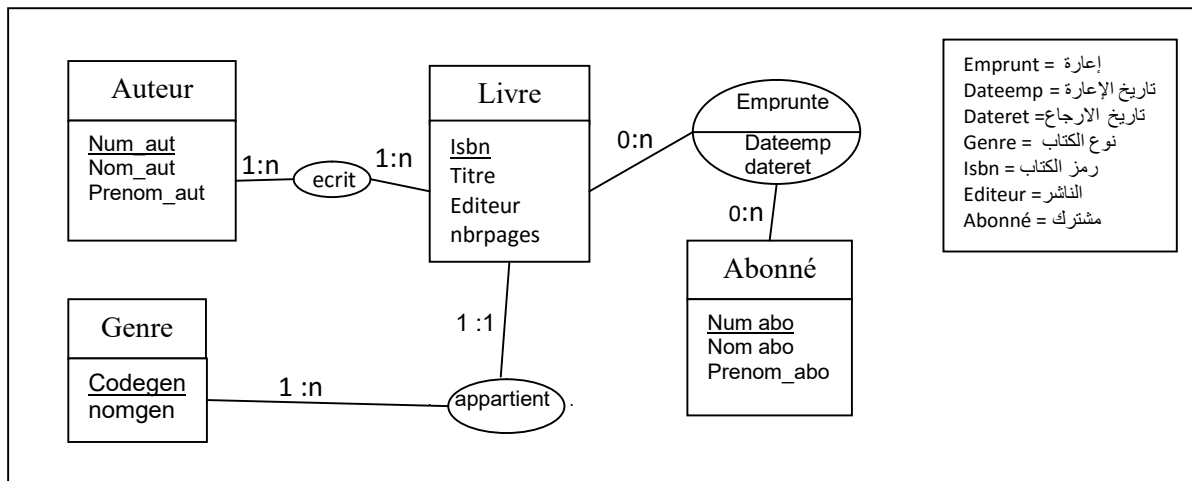 Auteur
Num_aut
Nom_aut
Prenom_aut
1:n
ecrit
1:n
Livre
Isbn
Titre
Editeur
nbrpages
0:n
Emprunte
Dateemp
dateret
0:n
Abonné
Num abo
Nom abo
Prenom_abo
1 :1
Genre
Codegen
nomgen
1 :n
appartient
Emprunt = إعارة
Dateemp = تاريخ الإعارة
Dateret= تاريخ الارجاع
Genre = نوع الكتاب
Isbn = رمز الكتاب
Editeur = الناشر
Abonné = مشترك